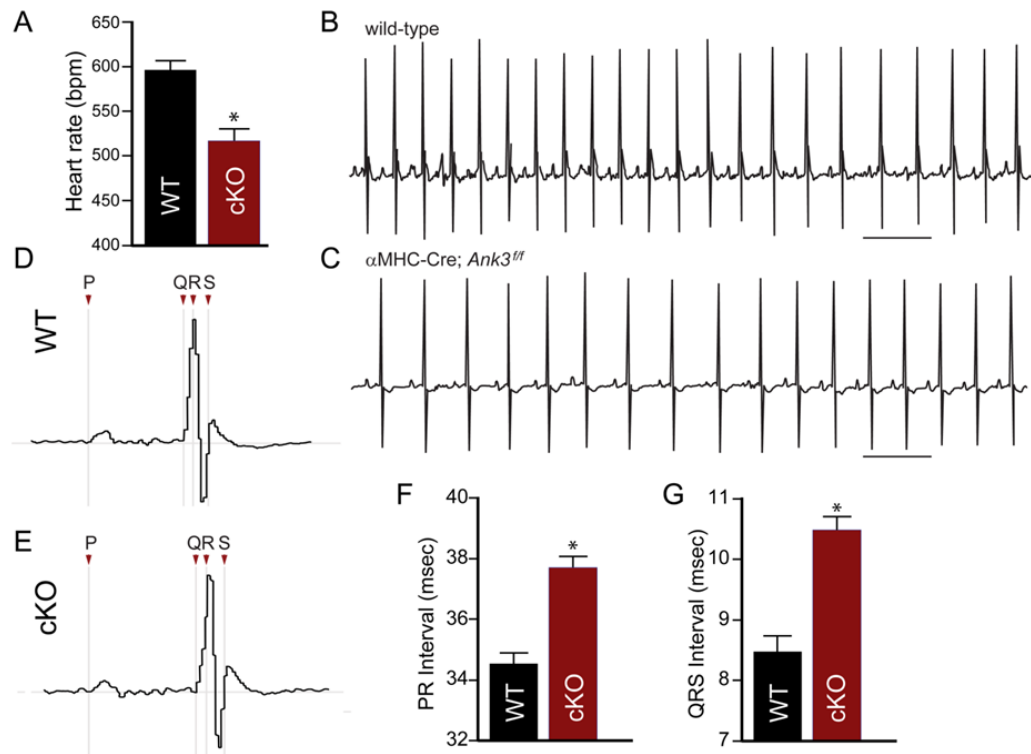 A
Heart rate (bpm)
650
600
550
500
450
400
*
WT
cKO
B
wild-type
C
αMHC-Cre; Ank3f/f
D
WT
P
Q R S
E
cKO
P
Q R S
F
PR Interval (msec)
40
38
36
34
32
*
WT
cKO
G
QRS Interval (msec)
11
10
9
8
7
*
WT
cKO